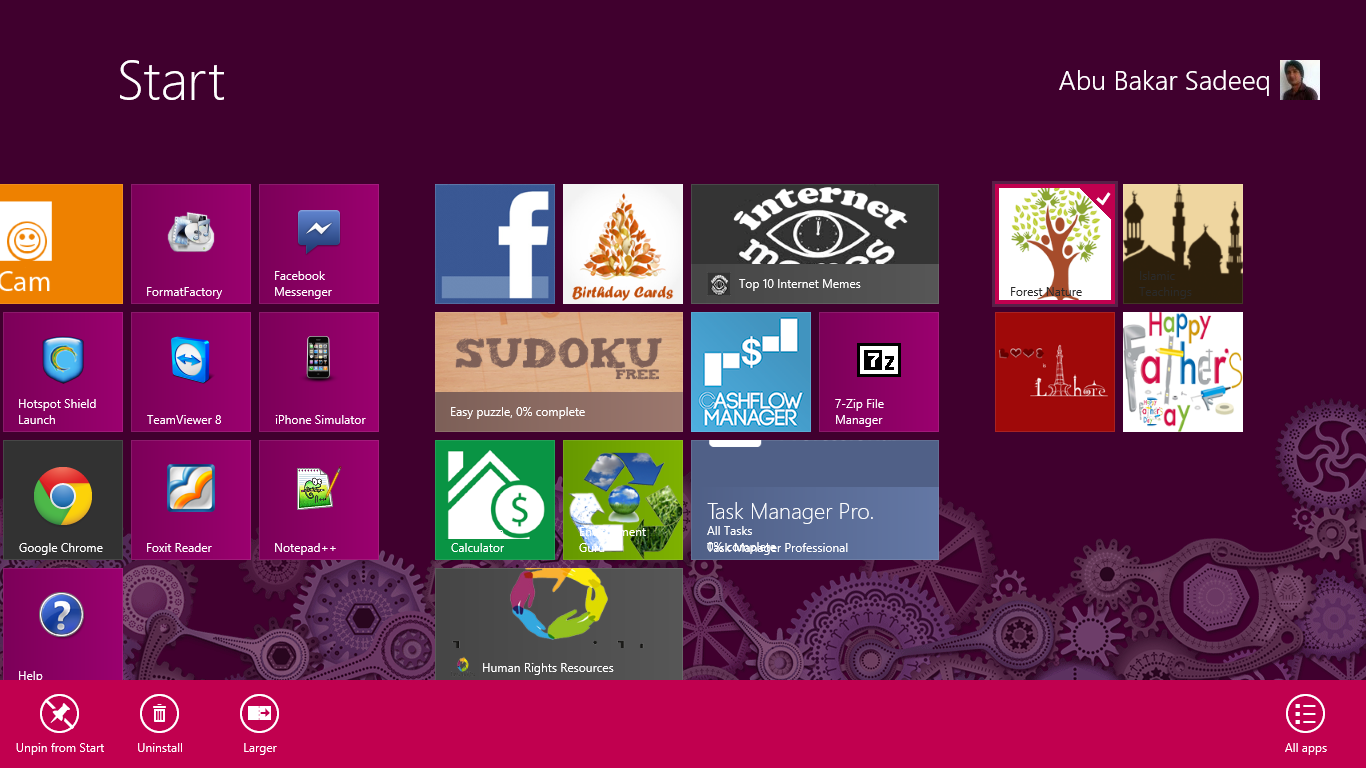 Start
Abu Bakar Sadeeq
Cam
FormatFactory
Facebook
Messenger
Hotspot Shield
Launch
TeamViewer 8
iPhone Simulator
Google Chrome
Foxit Reader
Notepad++
Help
f
Birthday Cards
internet
memes
Top 10 Internet Memes
SUDOKU
FREE
Easy puzzle, 0% complete
$
CASHFLOW
MANAGER
7z
7-Zip File
Manager
$
Calculator
Task Manager Pro.
All Tasks
0% complete
Task Manager Professional
Human Rights Resources
Forest Nature
Islamic
Teachings
LOVE
is
Lahore
Happy
Father's
Day
Unpin from Start
Uninstall
Larger
All apps